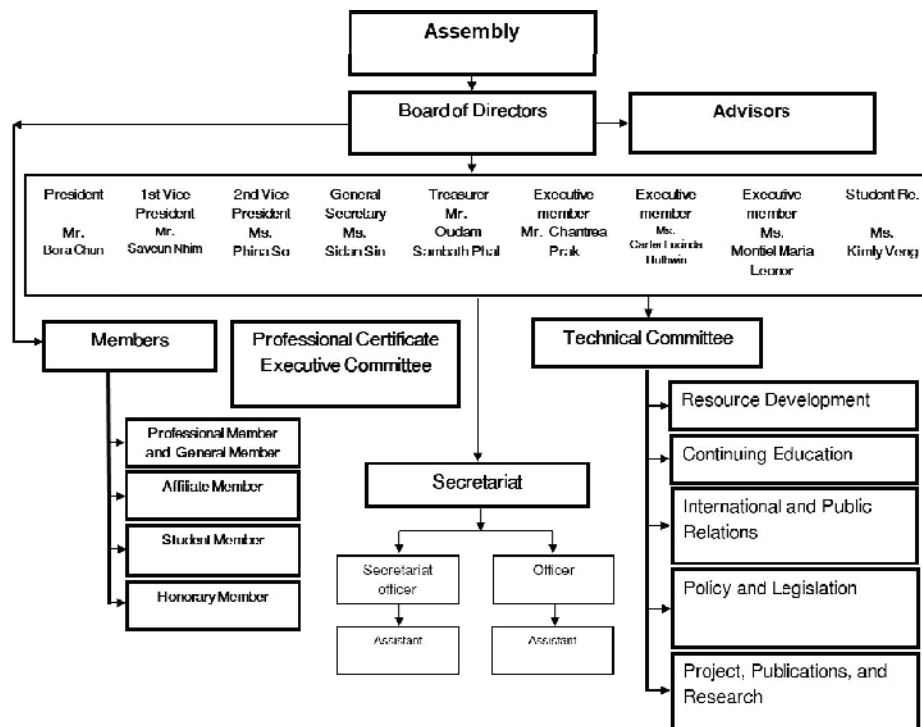 Assembly
Board of Directors
Advisors
President
Mr.
Bora Chun
1st Vice
President
Mr.
Saveun Nhim
2nd Vice
President
Ms.
Phina So
General
Secretary
Ms.
Sidan Sin
Treasurer
Mr.
Oudam
Sambath Phal
Executive
member
Mr. Chantrea
Prak
Executive
member
Ms.
Carter Lucinda
Executive
member
Ms.
Montiel Maria
Leonor
Student Re.
Ms.
Kimly Veng
Members
Professional Certificate
Executive Committee
Technical Committee
Professional Member
and General Member
Affiliate Member
Student Member
Honorary Member
Secretariat
Secretariat
officer
Officer
Assistant
Assistant
Resource Development
Continuing Education
International and Public
Relations
Policy and Legislation
Project, Publications, and
Research